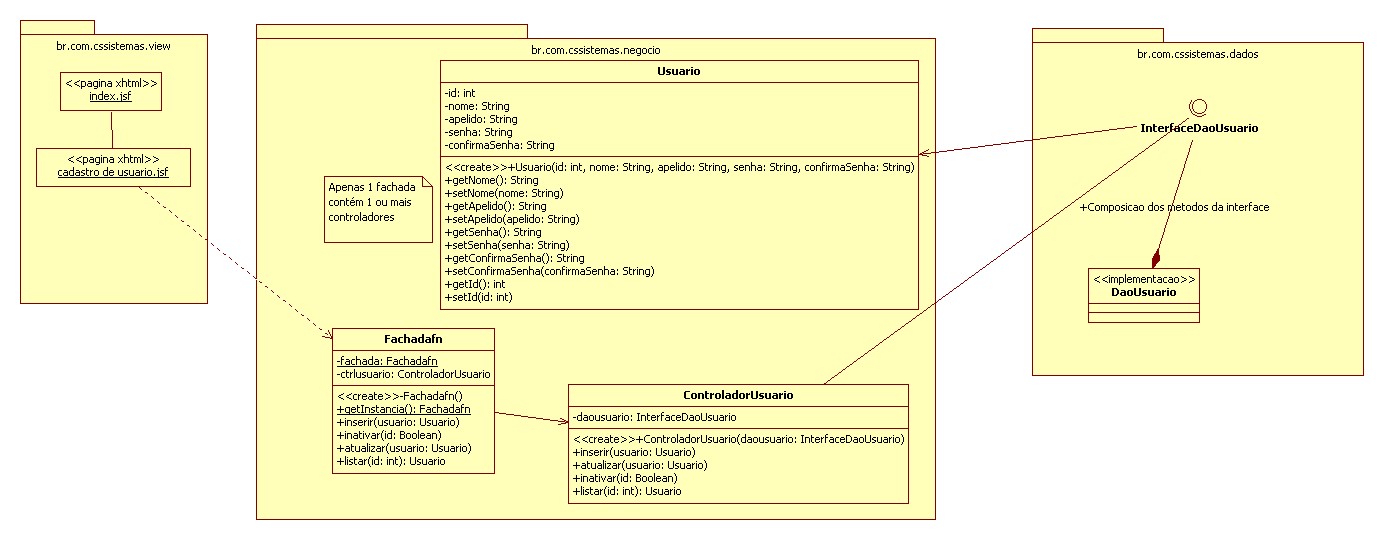 br.com.cssistemas.view
<<pagina xhtml>>
index.jsf
<<pagina xhtml>>
cadastro de usuario.jsf
br.com.cssistemas.negocio
Usuario
-id: int
-nome: String
-apelido: String
-senha: String
-confirmaSenha: String
<<create>>+Usuario(id: int, nome: String, apelido: String, senha: String, confirmaSenha: String)
+getNome(): String
+setNome(nome: String)
+getApelido(): String
+setApelido(apelido: String)
+getSenha(): String
+setSenha(senha: String)
+getConfirmaSenha(): String
+setConfirmaSenha(confirmaSenha: String)
+getId(): int
+setId(id: int)
Apenas 1 fachada
contém 1 ou mais
controladores
Fachadafn
-fachada: Fachadafn
-ctrlusuario: ControladorUsuario
<<create>>-Fachadafn()
+getInstancia(): Fachadafn
+inserir(usuario: Usuario)
+inativar(id: Boolean)
+atualizar(usuario: Usuario)
+listar(id: int): Usuario
ControladorUsuario
-daousuario: InterfaceDaoUsuario
<<create>>+ControladorUsuario(daousuario: InterfaceDaoUsuario)
+inserir(usuario: Usuario)
+atualizar(usuario: Usuario)
+inativar(id: Boolean)
+listar(id: int): Usuario
br.com.cssistemas.dados
InterfaceDaoUsuario
+Composicao dos metodos da interface
<<implementacao>>
DaoUsuario